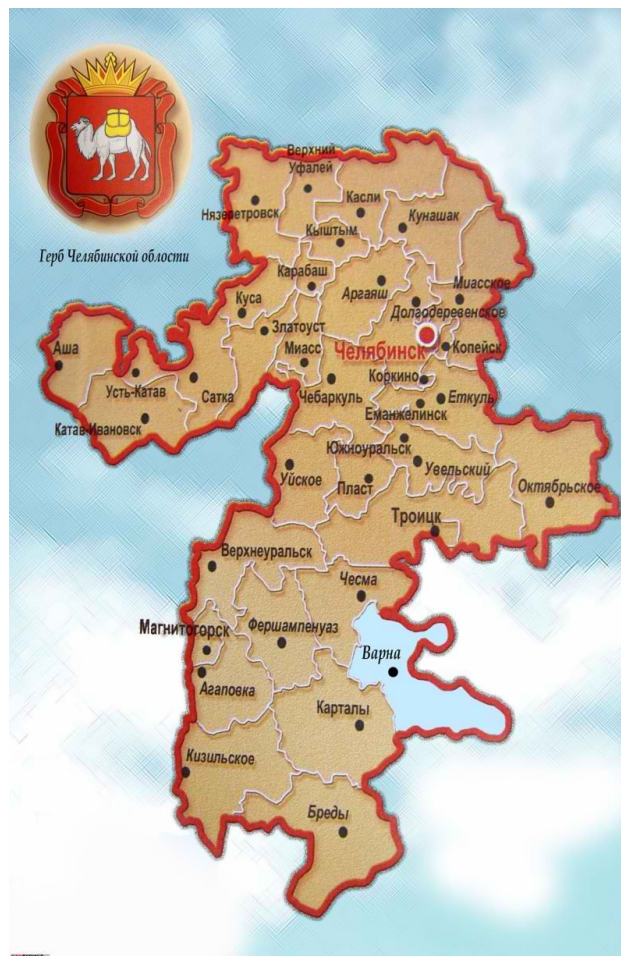 Верхний
Уфалей
Нязепетровск
Касли
Кунашак
Кыштым
Герб Челябинской области
Карабаш
Аргаяш
Миасское
Куса
Долгодеревенское
Златоуст
Миасс
Челябинск
Копейск
Аша
Усть-Катав
Сатка
Чебаркуль
Коркино
Еткуль
Еманжелинск
Катав-Ивановск
Южноуральск
Увельский
Уйское
Пласт
Октябрьское
Троицк
Верхнеуральск
Чесма
Магнитогорск
Фершампенуаз
Варна
Агаповка
Карталы
Кизильское
Бреды